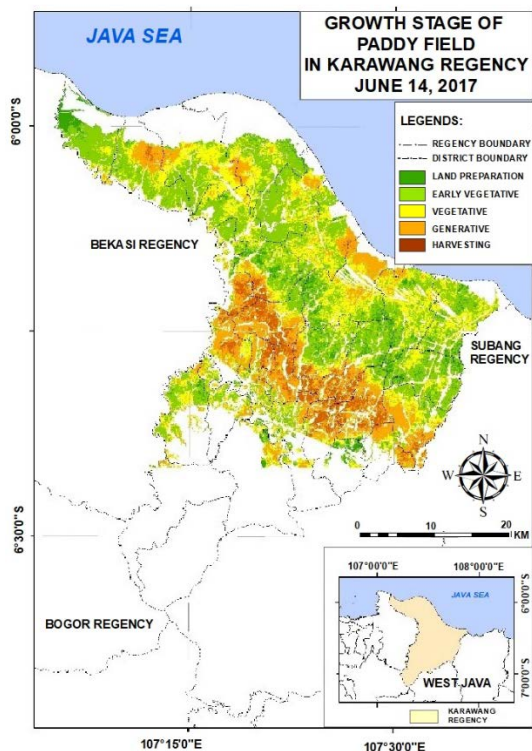 JAVA SEA
GROWTH STAGE OF
PADDY FIELD
IN KARAWANG REGENCY
JUNE 14, 2017
6°00'0"S
LEGENDS:
REGENCY BOUNDARY
DISTRICT BOUNDARY
LAND PREPARATION
EARLY VEGETATIVE
VEGETATIVE
GENERATIVE
HARVESTING
BEKASI REGENCY
SUBANG
REGENCY
N
W
E
S
0
10
20
KM
6°30'0"S
107°0'0"E
108°0'0"E
JAVA SEA
6°0'0"S
7°0'0"S
WEST JAVA
KARAWANG
REGENCY
BOGOR REGENCY
107°15'0"E
107°30'0"E